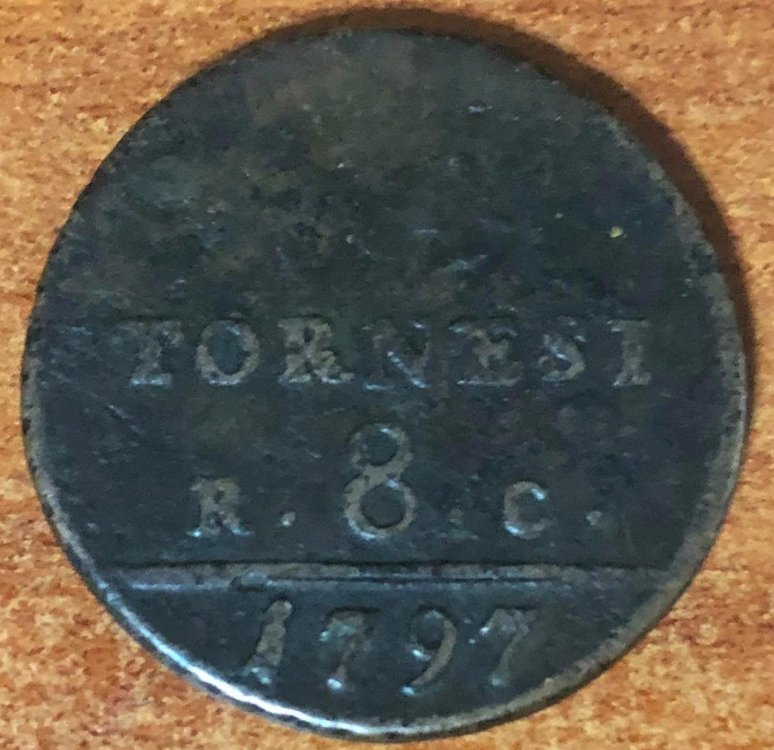 TORNESI
R. 8. C.
1797